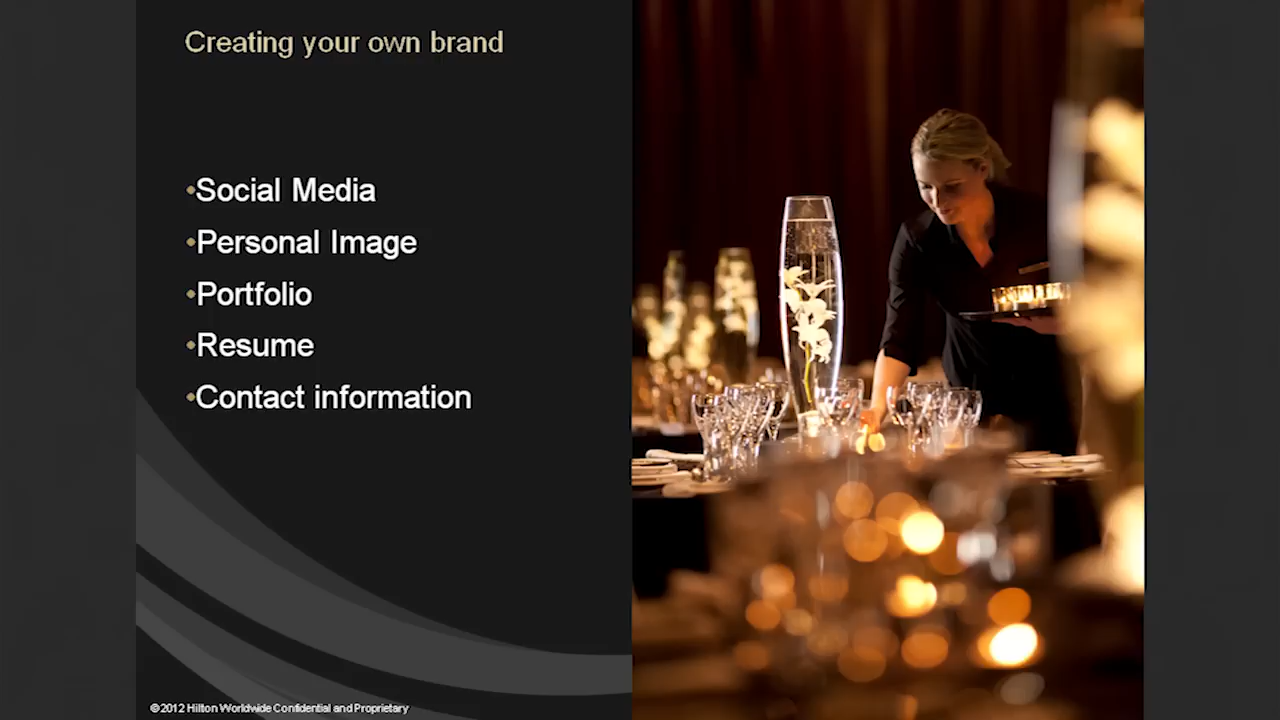 Creating your own brand
•Social Media
•Personal Image
•Portfolio
•Resume
•Contact information
©2012 Hilton Worldwide Confidential and Proprietary